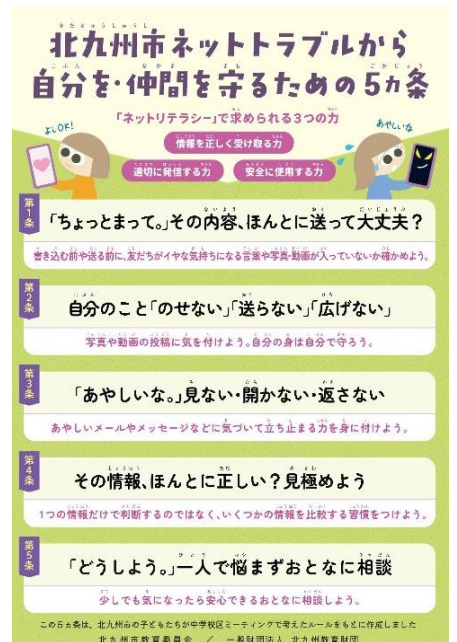 北九州市ネットトラブルから
自分を・仲間を守るための5ヵ条
「ネットリテラシー」で求められる3つの力
よしOK!
あやしいな
情報を正しく受け取る力
適切に発信する力
安全に使用する力
第1条
「ちょっとまって。」その内容、ほんとに送って大丈夫?
書き込む前や送る前に、友だちがイヤな気持ちになる言葉や写真・動画が入っていないか確かめよう。
第2条
自分のこと「のせない」「送らない」「広げない」
写真や動画の投稿に気を付けよう。自分の身は自分で守ろう。
第3条
「あやしいな。」見ない・開かない・返さない
あやしいメールやメッセージなどに気づいて立ち止まる力を身に付けよう。
第4条
その情報、ほんとに正しい?見極めよう
1つの情報だけで判断するのではなく、いくつかの情報を比較する習慣をつけよう。
第5条
「どうしよう。」一人で悩まずおとなに相談
少しでも気になったら安心できるおとなに相談しよう。
この5ヵ条は、北九州市の子どもたちが中学校区ミーティングで考えたルールをもとに作成しました
北九州市教育委員会 / 一般財団法人 北九州教育財団